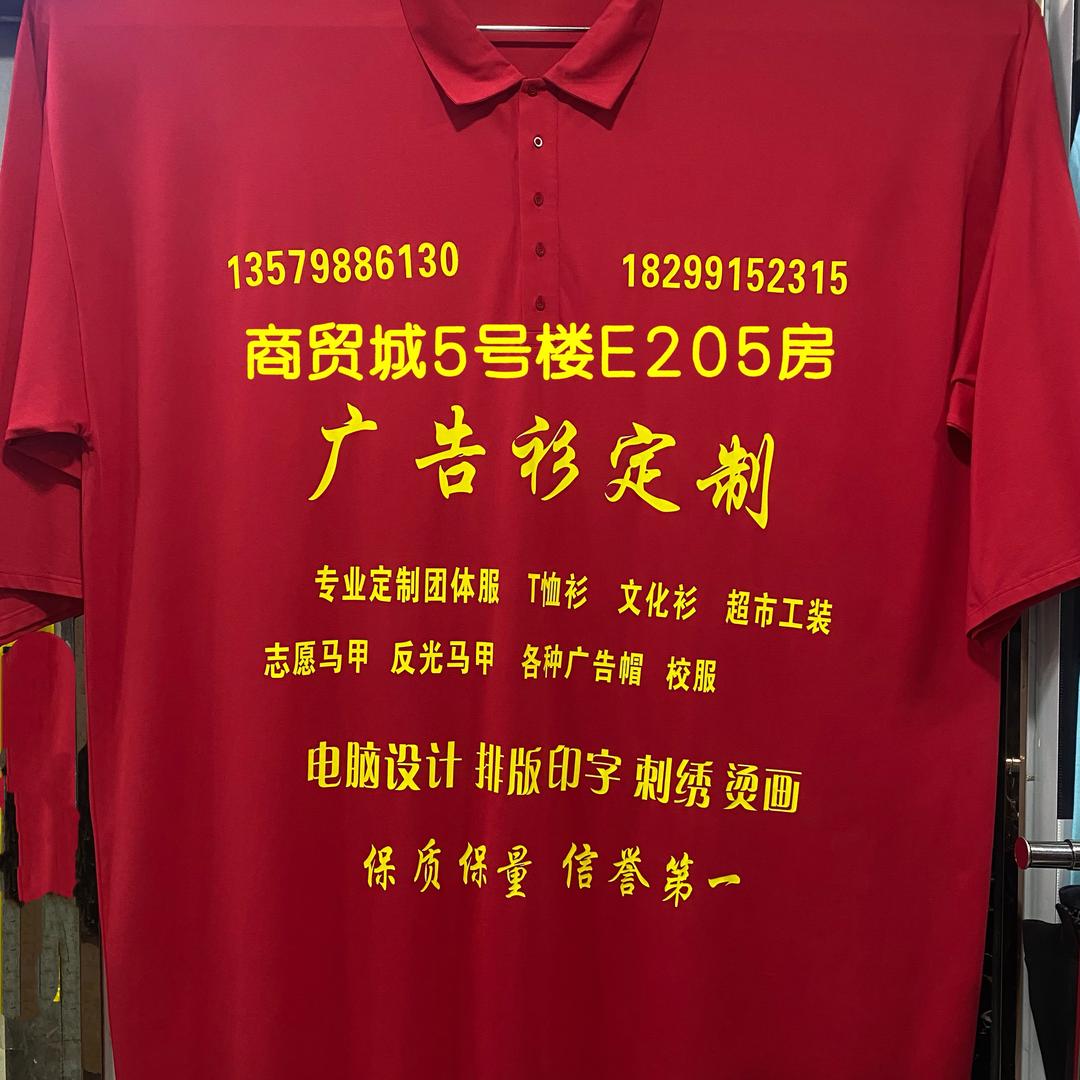 13579886130 18299152315
商贸城5号楼E205房
广告衫定制
专业定制团体服 T恤衫 文化衫 超市工装
志愿马甲 反光马甲 各种广告帽 校服
电脑设计 排版印字 刺绣 烫画
保质保量 信誉第一